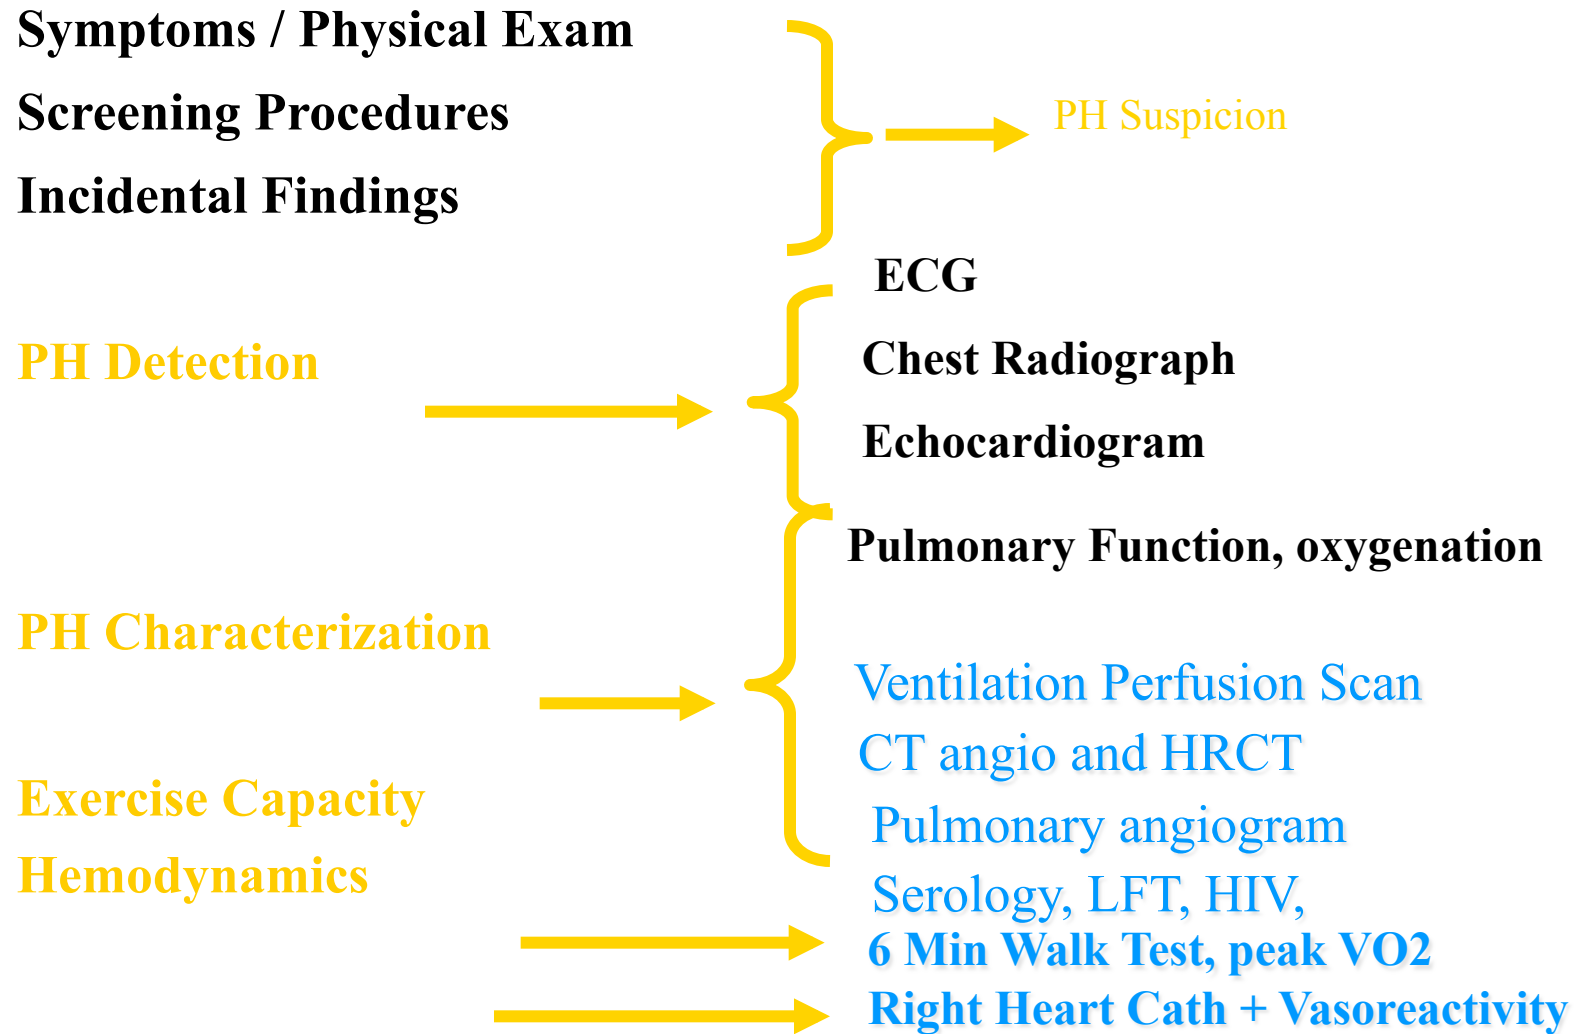 Symptoms / Physical Exam
Screening Procedures
Incidental Findings
PH Suspicion
PH Detection
ECG
Chest Radiograph
Echocardiogram
PH Characterization
Pulmonary Function, oxygenation
Ventilation Perfusion Scan
CT angio and HRCT
Pulmonary angiogram
Serology, LFT, HIV,
Exercise Capacity
6 Min Walk Test, peak VO2
Hemodynamics
Right Heart Cath + Vasoreactivity